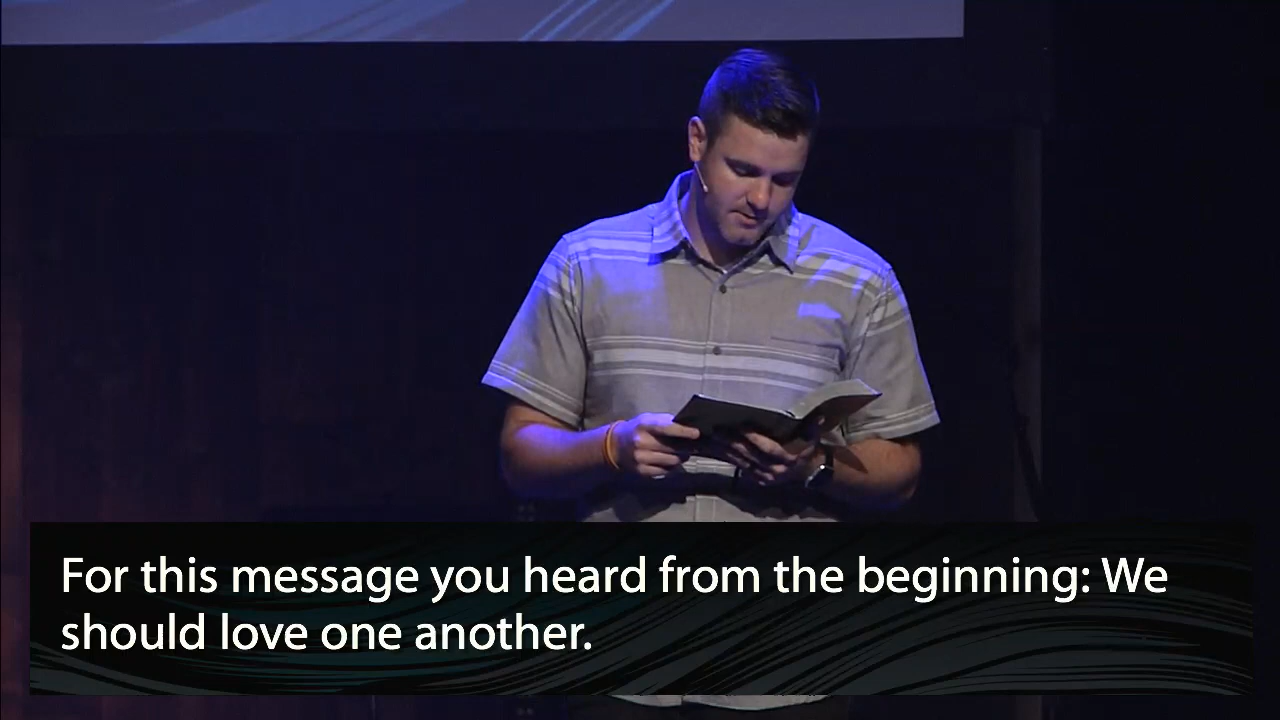 For this message you heard from the beginning: We
should love one another.